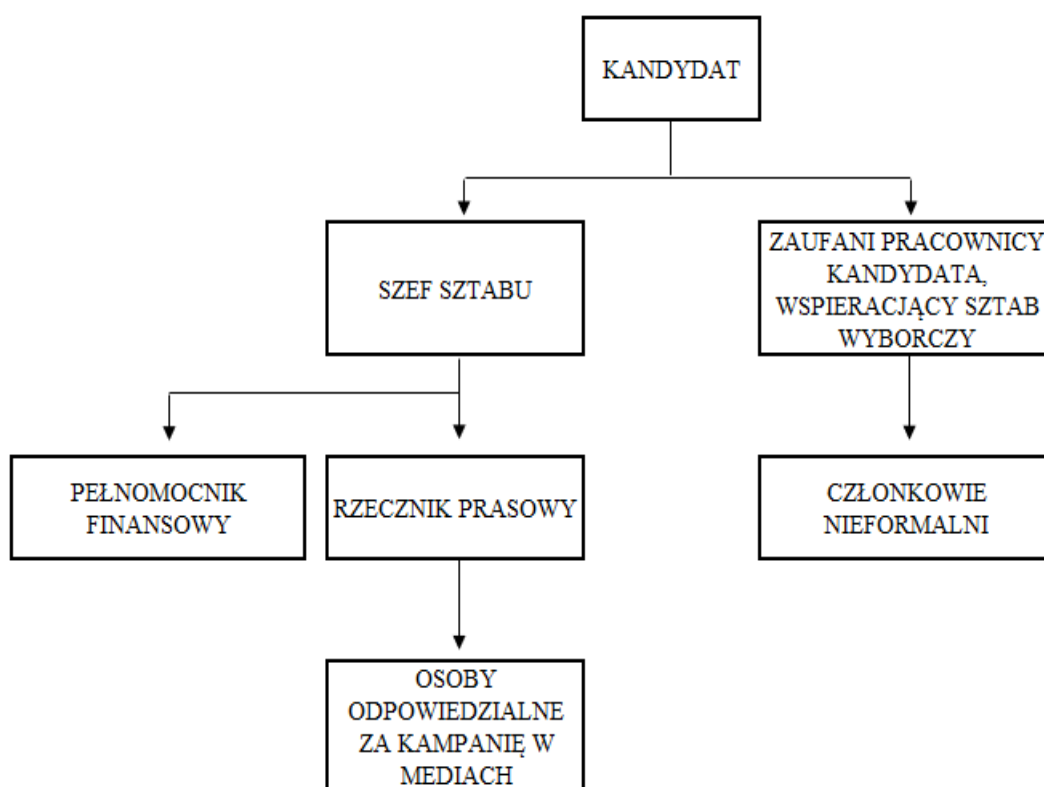 KANDYDAT
SZEF SZTABU
ZAUFANI PRACOWNICY
KANDYDATA,
WSPIERACJĄCY SZTAB
WYBORCZY
PEŁNOMOCNIK
FINANSOWY
RZECZNIK PRASOWY
CZŁONKOWIE
NIEFORMALNI
OSOBY
ODPOWIEDZIALNE
ZA KAMPANIĘ W
MEDIACH